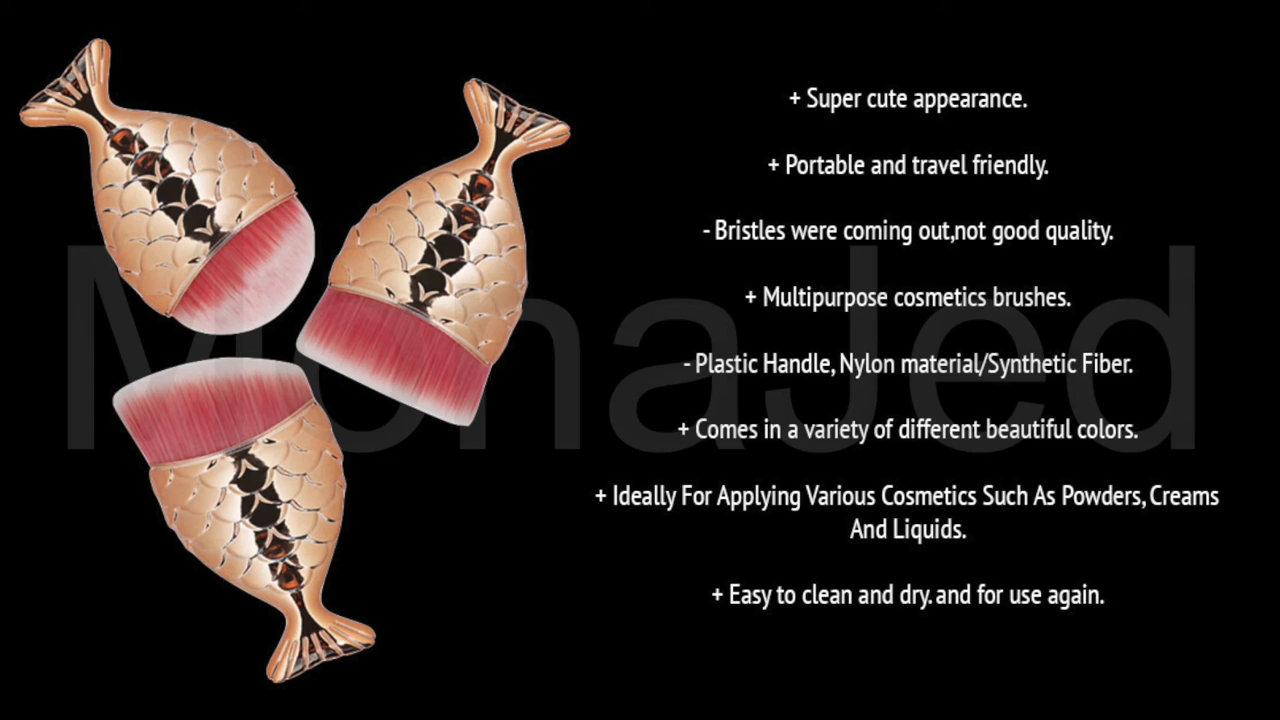 + Super cute appearance.
+ Portable and travel friendly.
- Bristles were coming out,not good quality.
+ Multipurpose cosmetics brushes.
- Plastic Handle, Nylon material/Synthetic Fiber.
+ Comes in a variety of different beautiful colors.
+ Ideally For Applying Various Cosmetics Such As Powders, Creams
And Liquids.
+ Easy to clean and dry.and for use again.
MonaJed